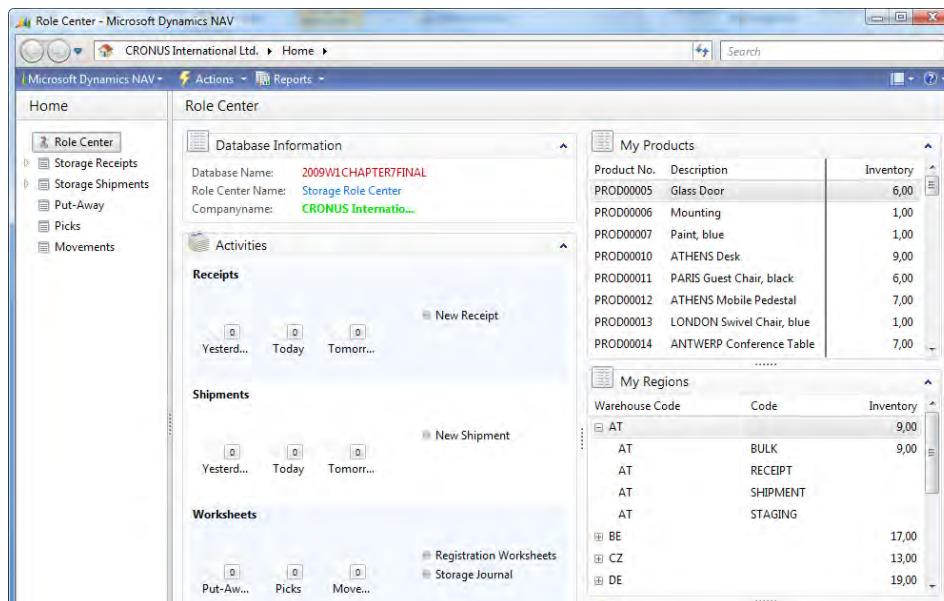 Role Center - Microsoft Dynamics NAV
CRONUS International Ltd. Home
Search
Microsoft Dynamics NAV Actions Reports
Home
Role Center
Storage Receipts
Storage Shipments
Put-Away
Picks
Movements
Role Center
Database Information
Database Name: 2009W1CHAPTER7FINAL
Role Center Name: Storage Role Center
Companyname: CRONUS Internatio...
Activities
Receipts
New Receipt
0 0 0
Yesterd... Today Tomorr...
Shipments
New Shipment
0 0 0
Yesterd... Today Tomorr...
Worksheets
Registration Worksheets
Storage Journal
0 0 0
Put-Aw... Picks Move...
My Products
Product No. Description Inventory
PROD00005 Glass Door 6,00
PROD00006 Mounting 1,00
PROD00007 Paint, blue 1,00
PROD00010 ATHENS Desk 9,00
PROD00011 PARIS Guest Chair, black 6,00
PROD00012 ATHENS Mobile Pedestal 7,00
PROD00013 LONDON Swivel Chair, blue 1,00
PROD00014 ANTWERP Conference Table 7,00
My Regions
Warehouse Code Code Inventory
AT 9,00
AT BULK 9,00
AT RECEIPT
AT SHIPMENT
AT STAGING
BE 17,00
CZ 13,00
DE 19,00